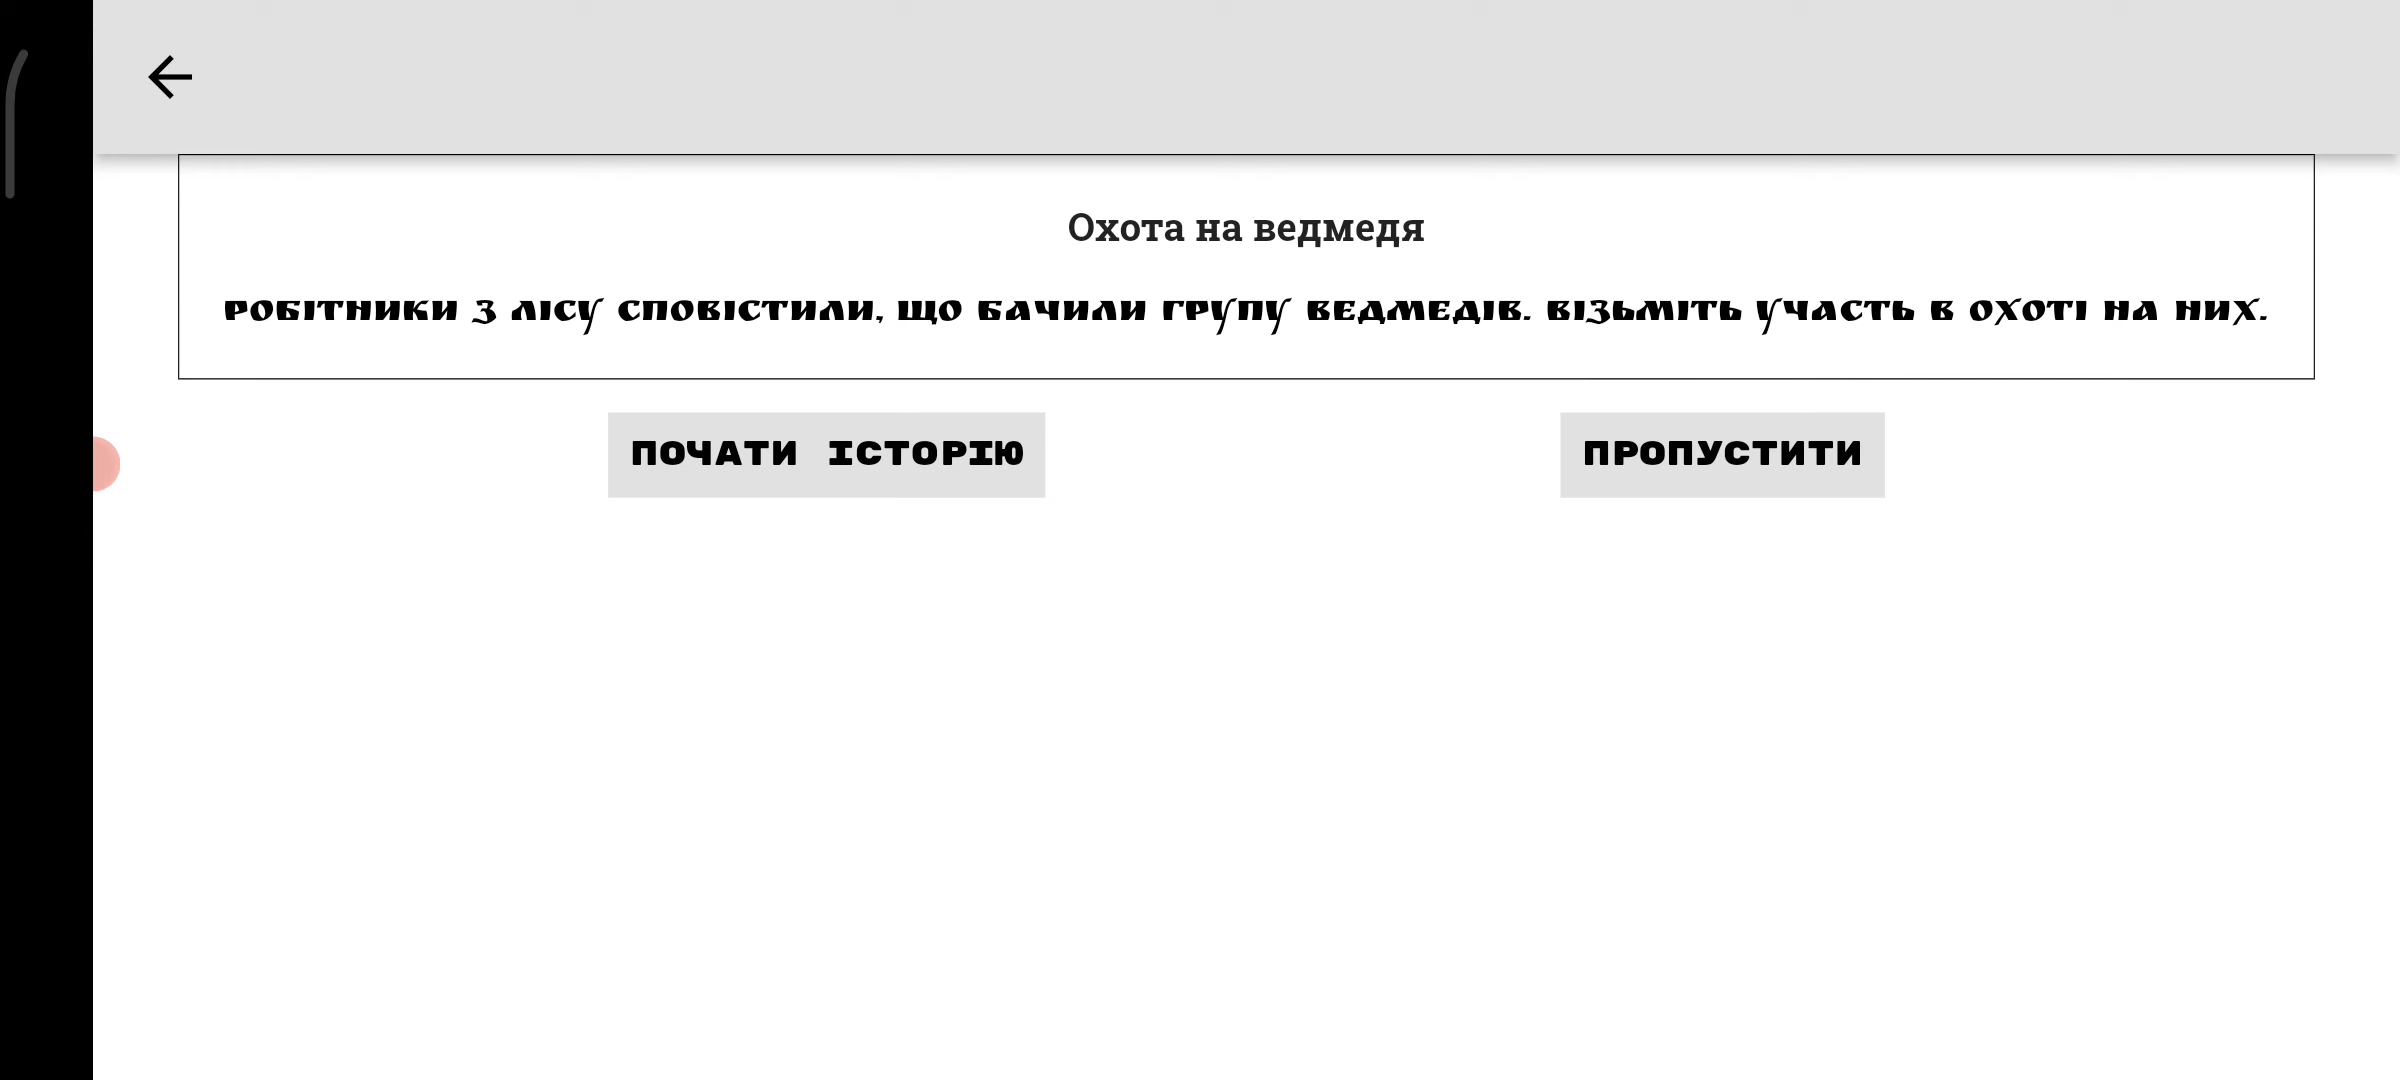 Охота на ведмедя
РОБІТНИКИ З ЛІСУ СПОВІСТИЛИ, ЩО БАЧИЛИ ГРУПУ ВЕДМЕДІВ. ВІЗЬМІТЬ УЧАСТЬ В ОХОТІ НА НИХ.
ПОЧАТИ ІСТОРІЮ
ПРОПУСТИТИ